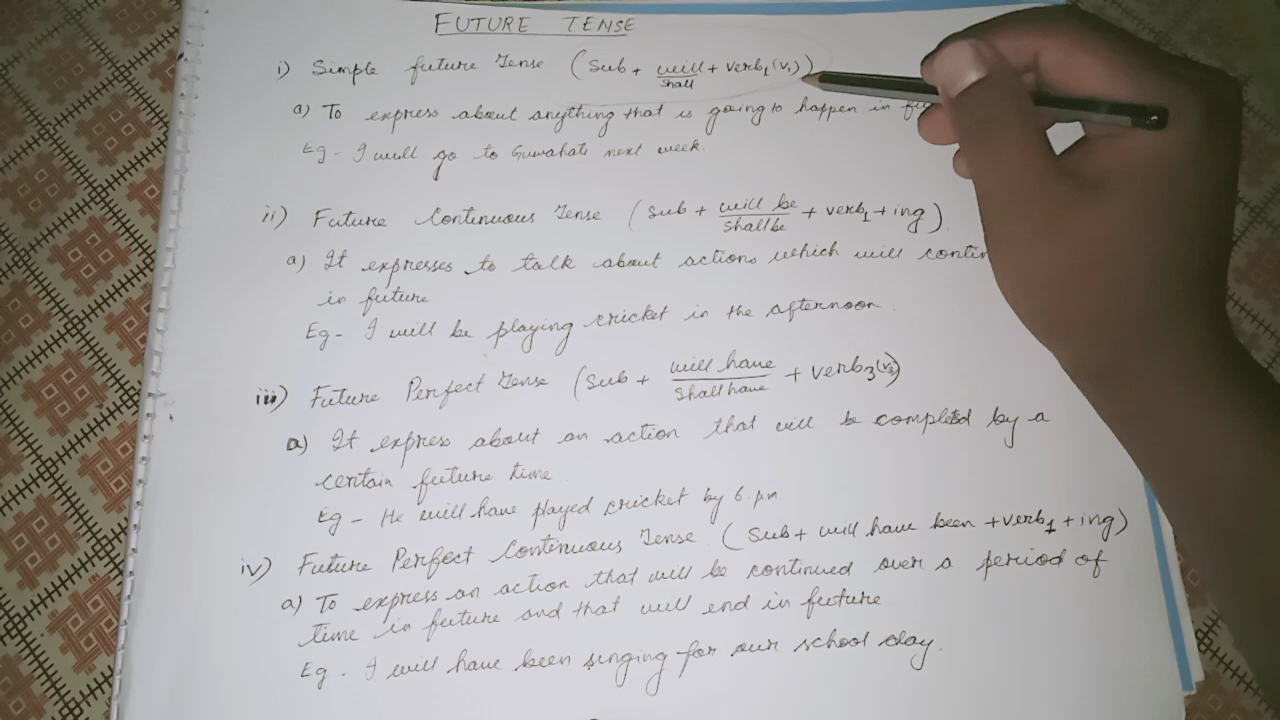 FUTURE TENSE
i) Simple future Tense (Sub + will/shall + verb1 (V1))
a) To express about anything that is going to happen in
Eg - I will go to Guwahati next week.
ii) Future Continuous Tense (Sub + will be/shall be + verb1 + ing)
a) It expresses to talk about actions which will
in future
Eg - I will be playing cricket in the afternoon.
iii) Future Perfect Tense (Sub + will have/shall have + verb3 (V3))
a) It express about an action that will be completed by a
certain future time
Eg - He will have played cricket by 6. pm.
iv) Future Perfect Continuous Tense (Sub + will have been + verb1 + ing)
a) To express an action that will be continued over a period of
time in future and that will end in future
Eg - I will have been singing for our school day.